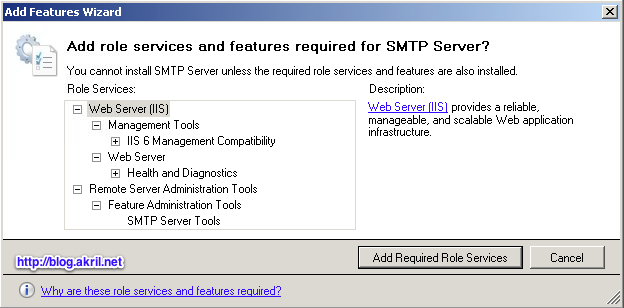 Add Features Wizard
Add role services and features required for SMTP Server?
You cannot install SMTP Server unless the required role services and features are also installed.
Role Services:
Web Server (IIS)
Management Tools
IIS 6 Management Compatibility
Web Server
Health and Diagnostics
Remote Server Administration Tools
Feature Administration Tools
SMTP Server Tools
Description:
Web Server (IIS) provides a reliable,
manageable, and scalable Web application
infrastructure.
http://blog.akril.net
Add Required Role Services
Cancel
Why are these role services and features required?